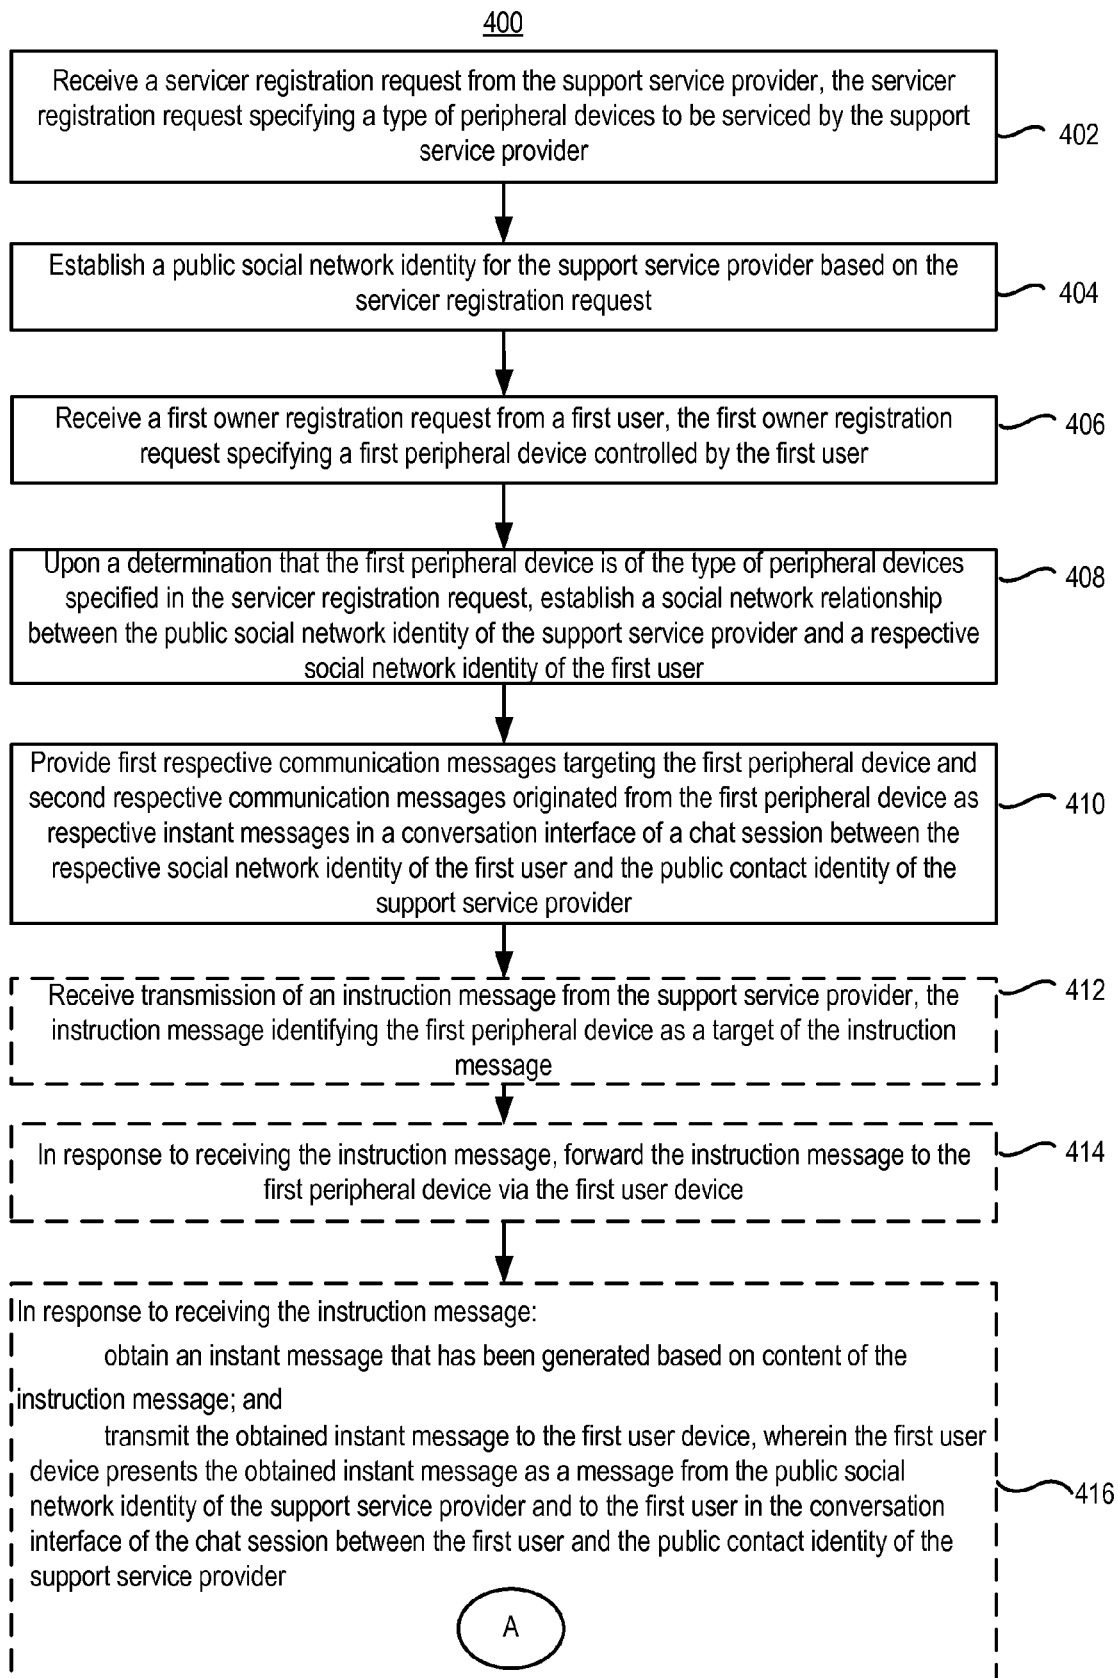 400
Receive a servicer registration request from the support service provider, the servicer
registration request specifying a type of peripheral devices to be serviced by the support
service provider
402
Establish a public social network identity for the support service provider based on the
servicer registration request
404
Receive a first owner registration request from a first user, the first owner registration
request specifying a first peripheral device controlled by the first user
406
Upon a determination that the first peripheral device is of the type of peripheral devices
specified in the servicer registration request, establish a social network relationship
between the public social network identity of the support service provider and a respective
social network identity of the first user
408
Provide first respective communication messages targeting the first peripheral device and
second respective communication messages originated from the first peripheral device as
respective instant messages in a conversation interface of a chat session between the
respective social network identity of the first user and the public contact identity of the
support service provider
410
Receive transmission of an instruction message from the support service provider, the
instruction message identifying the first peripheral device as a target of the instruction
message
412
In response to receiving the instruction message, forward the instruction message to the
first peripheral device via the first user device
414
In response to receiving the instruction message:
obtain an instant message that has been generated based on content of the
instruction message; and
transmit the obtained instant message to the first user device, wherein the first user
device presents the obtained instant message as a message from the public social
network identity of the support service provider and to the first user in the conversation
interface of the chat session between the first user and the public contact identity of the
support service provider
416
A